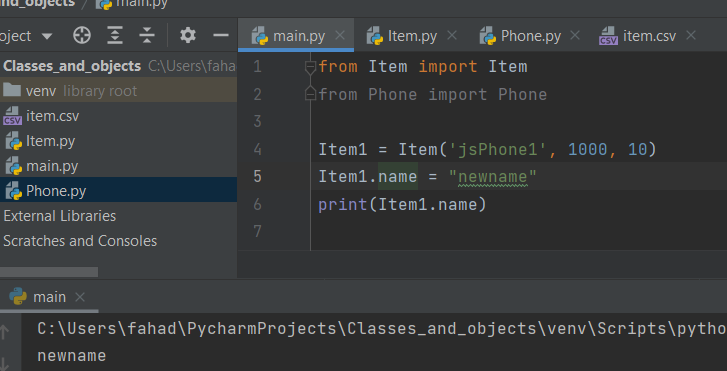 nd_objects / main.py
oject
Classes_and_objects C:\Users\faha
venv library root
item.csv
Item.py
main.py
Phone.py
External Libraries
Scratches and Consoles
main.py Item.py Phone.py item.csv
1 from Item import Item
2 from Phone import Phone
3
4 Item1 = Item('jsPhone1', 1000, 10)
5 Item1.name = "newname"
6 print(Item1.name)
7
main
C:\Users\fahad\PycharmProjects\Classes_and_objects\venv\Scripts\pytho
newname